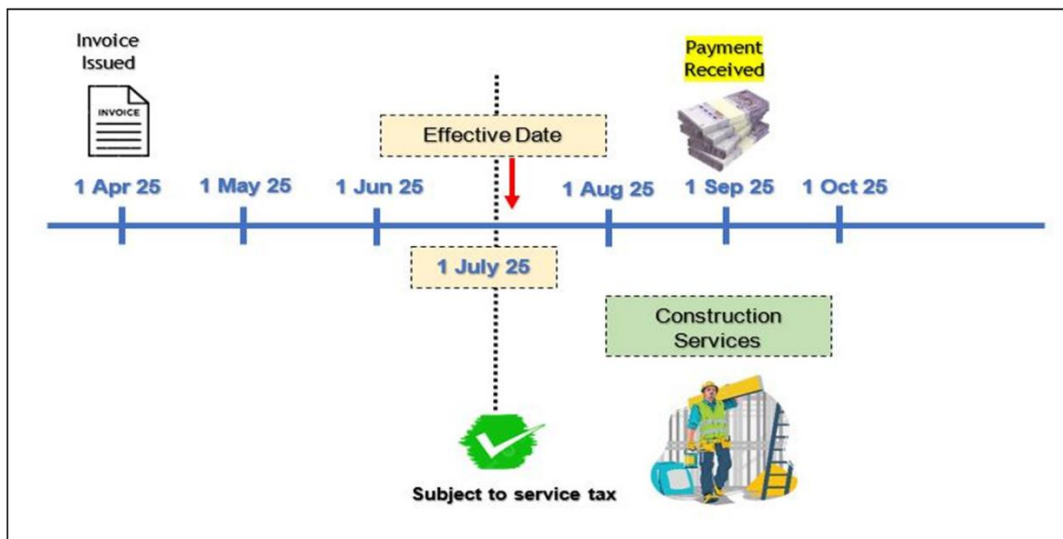 Invoice
Issued
INVOICE
Payment
Received
Effective Date
1 Apr 25
1 May 25
1 Jun 25
1 Aug 25
1 Sep 25
1 Oct 25
1 July 25
Construction
Services
Subject to service tax